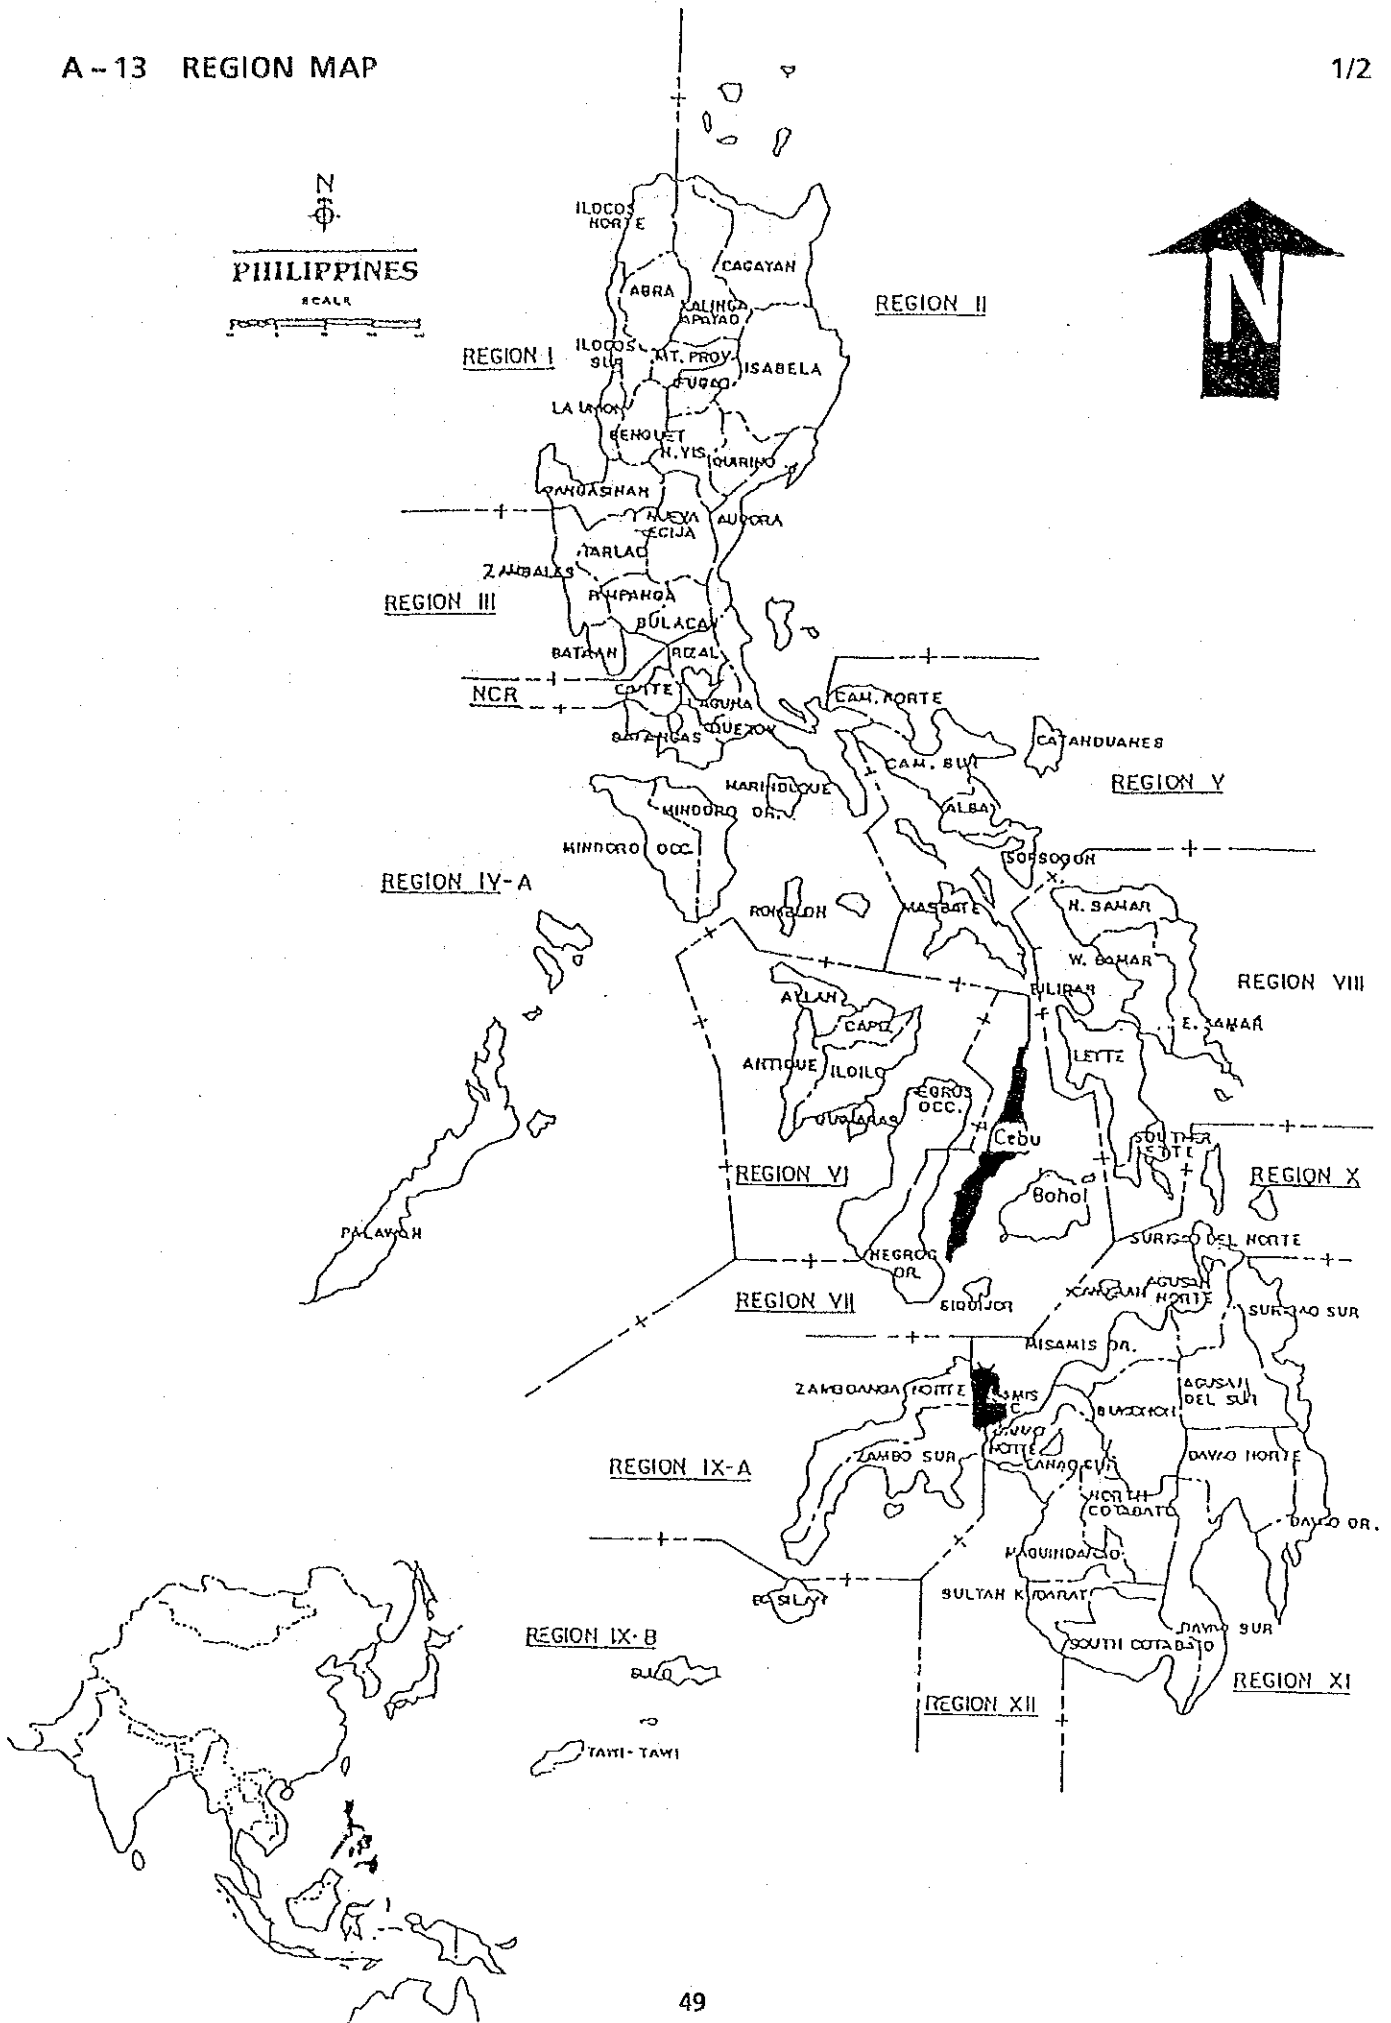 A-13 REGION MAP
1/2
N
PHILIPPINES
SCALE
N
ILOCOS
NORTE
CAGAYAN
ABRA
KALINGA
APAYAO
REGION II
REGION I
ILOCOS
SUR
MT. PROV.
IFUGAO
ISABELA
LA UNION
BENGUET
N. VIS.
QUIRINO
PANGASINAN
NUEVA
ECIJA
AURORA
TARLAC
ZAMBALAS
PAMPANGA
REGION III
BULACAN
BATAAN
RIZAL
NCR
CAVITE
LAGUNA
CAM. NORTE
BATANGAS
QUEZON
CATANDUANES
CAM. SUR
REGION V
MARINDUQUE
MINDORO OR.
ALBAY
MINDORO OCC.
SORSOGON
REGION IV-A
ROMBLON
MASBATE
N. SAMAR
W. SAMAR
REGION VIII
BILIRAN
AKLAN
CAPIZ
E. SAMAR
ANTIQUE
ILOILO
LEYTE
NEGROS
OCC.
GUIMARAS
Cebu
SOUTHER
LEYTE
REGION VI
Bohol
REGION X
PALAWAN
SURIGAO DEL NORTE
NEGROS
OR.
REGION VII
SIQUIJOR
CAMIGUIN
AGUSAN
NORTE
SURIGAO SUR
MISAMIS OR.
ZAMBOANGA NORTE
AGUSAN
DEL SUR
BUKIDNON
ZAMBO SUR
LANAO SUR
DAVAO NORTE
REGION IX-A
NORTH
COTABATO
DAVAO OR.
MAGUINDANAO
BASILAN
SULTAN KUDARAT
REGION IX-B
DAVAO SUR
SOUTH COTABATO
SULU
REGION XI
REGION XII
TAWI-TAWI
49